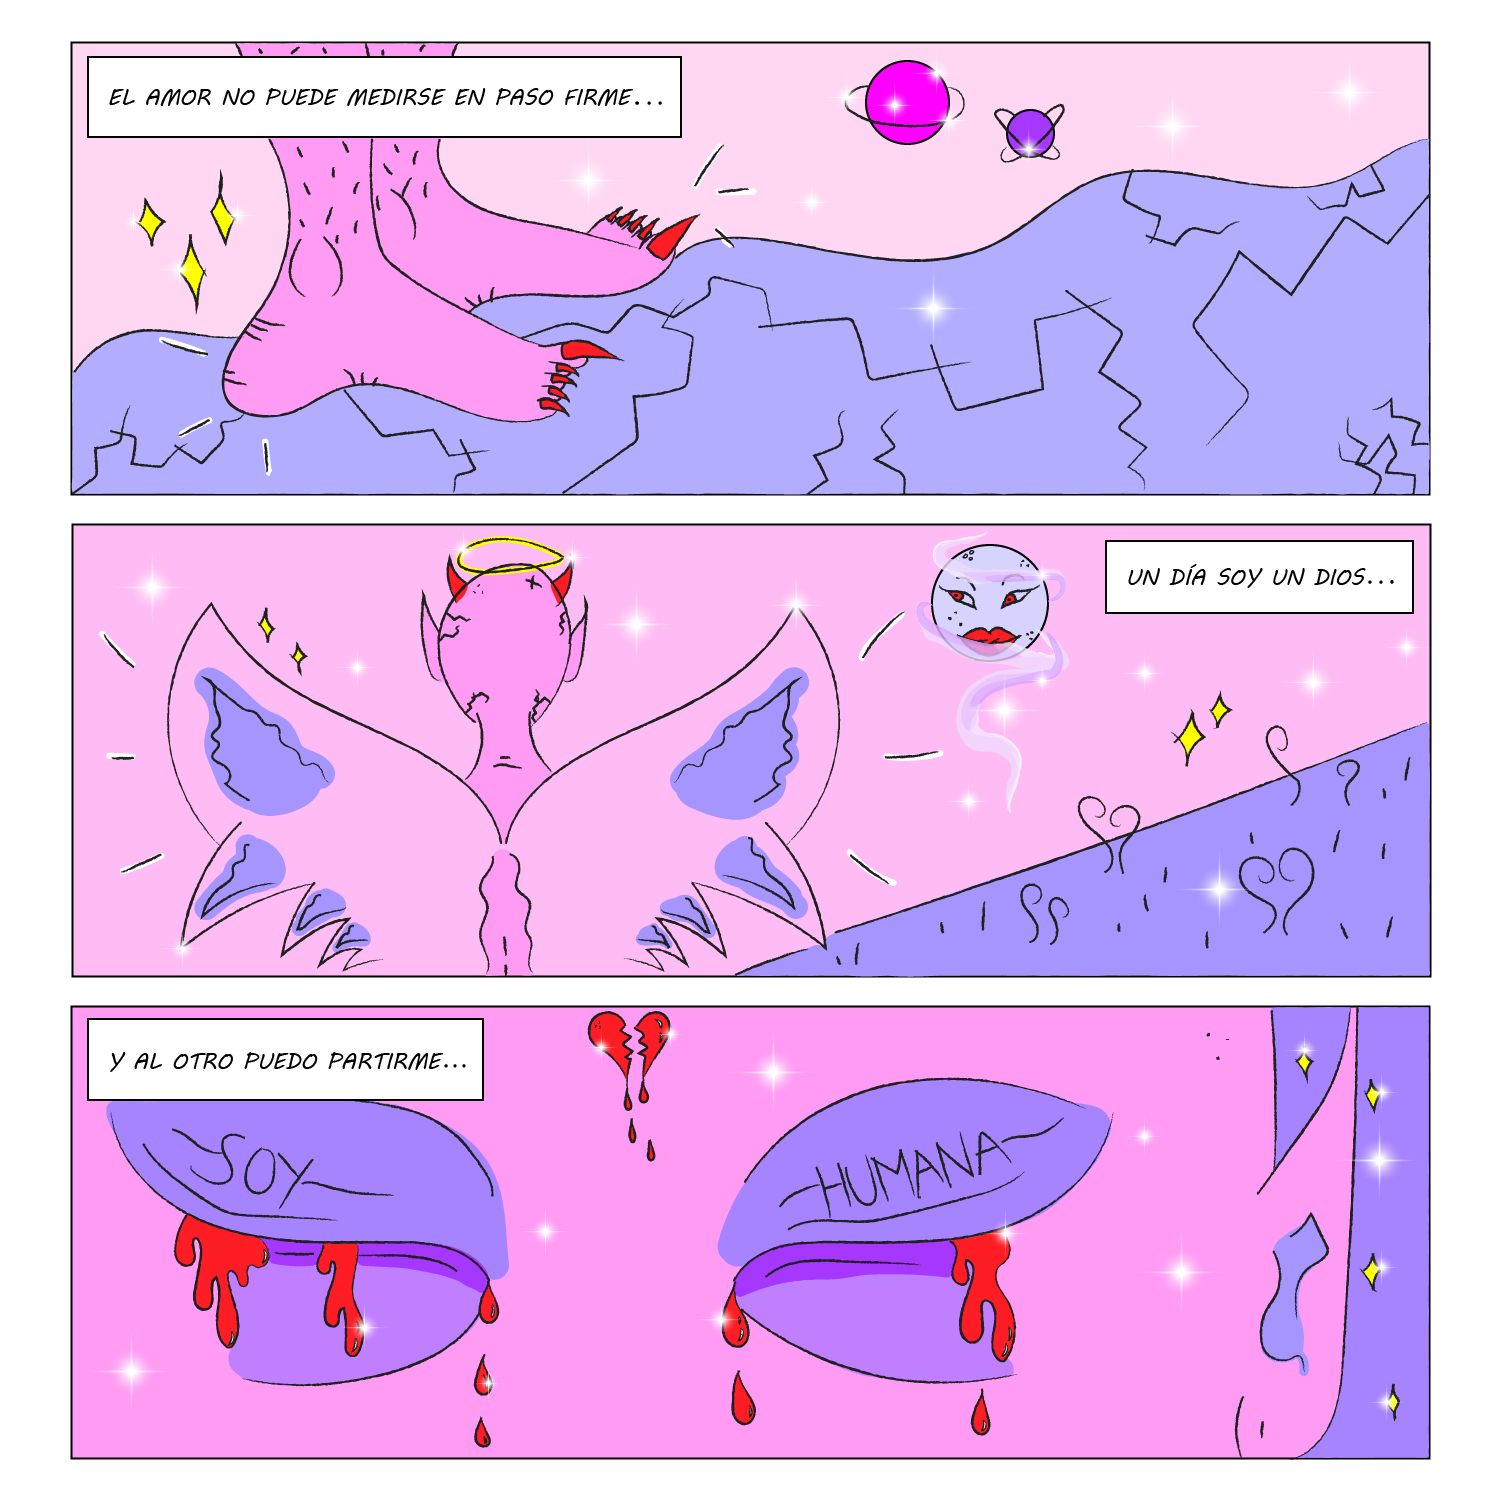 EL AMOR NO PUEDE MEDIRSE EN PASO FIRME...
UN DÍA SOY UN DIOS...
Y AL OTRO PUEDO PARTIRME...
SOY
HUMANA